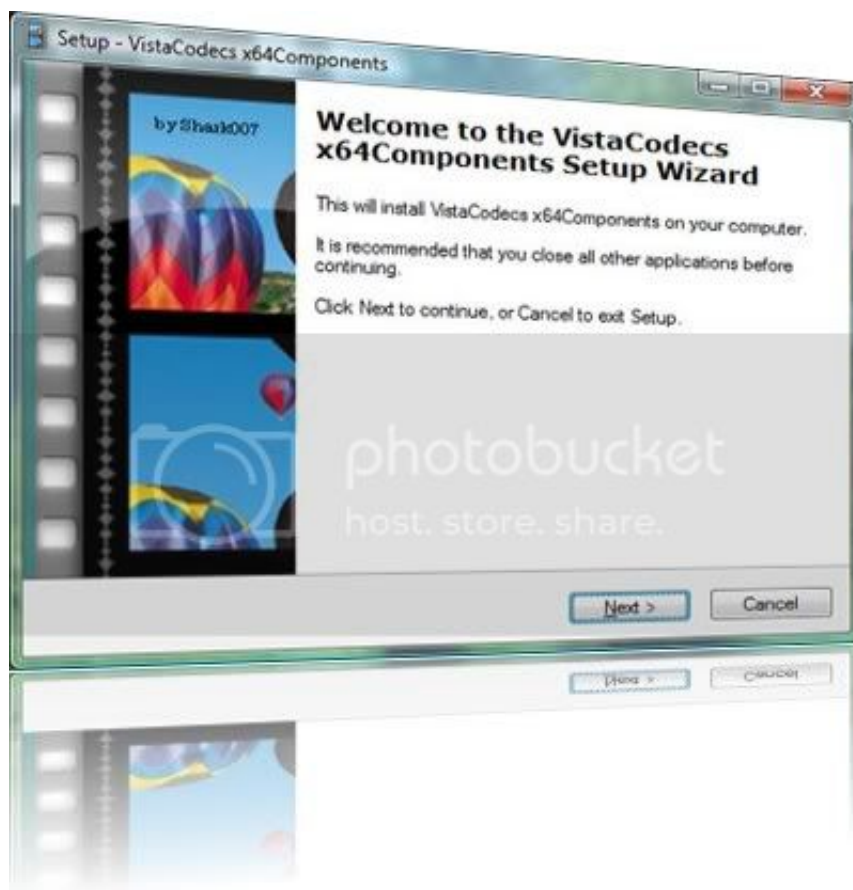 Setup - VistaCodecs x64Components
by Shark007
Welcome to the VistaCodecs
x64Components Setup Wizard
This will install VistaCodecs x64Components on your computer.
It is recommended that you close all other applications before
continuing.
Click Next to continue, or Cancel to exit Setup.
photobucket
host. store. share.
Next >
Cancel
Next >
Cancel